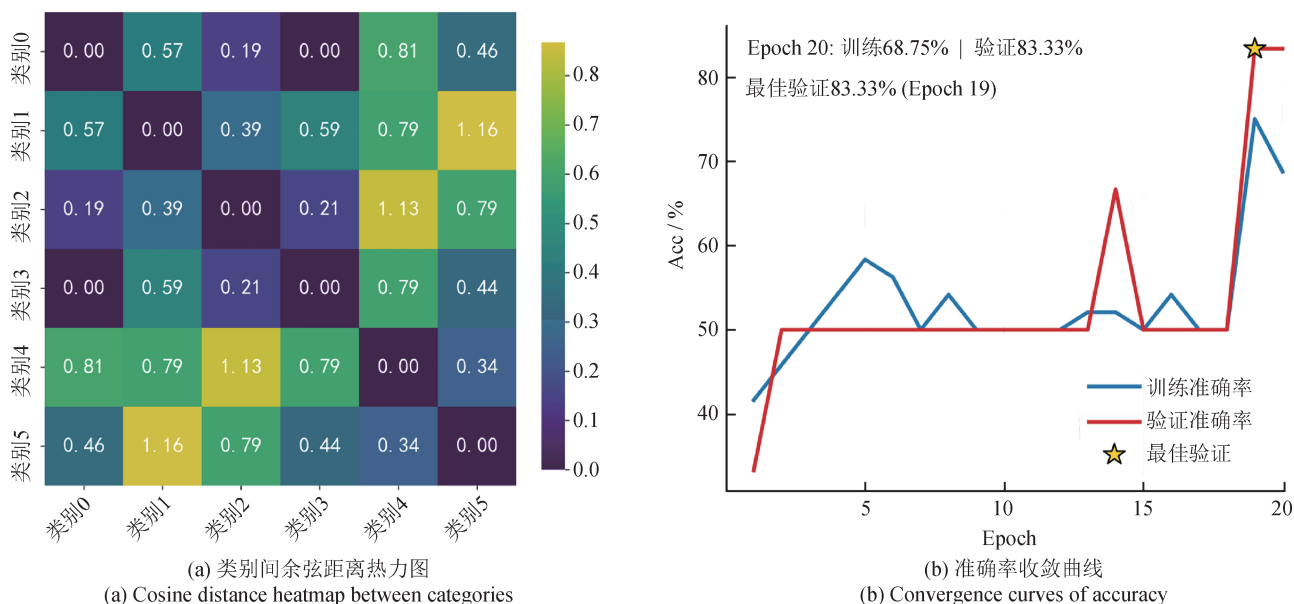 类别0 0.00 0.57 0.19 0.00 0.81 0.46
类别1 0.57 0.00 0.39 0.59 0.79 1.16
类别2 0.19 0.39 0.00 0.21 1.13 0.79
类别3 0.00 0.59 0.21 0.00 0.79 0.44
类别4 0.81 0.79 1.13 0.79 0.00 0.34
类别5 0.46 1.16 0.79 0.44 0.34 0.00
类别0 类别1 类别2 类别3 类别4 类别5
0.8
0.7
0.6
0.5
0.4
0.3
0.2
0.1
0.0
(a) 类别间余弦距离热力图
(a) Cosine distance heatmap between categories
Epoch 20: 训练68.75% | 验证83.33%
最佳验证83.33% (Epoch 19)
Acc / %
80
70
60
50
40
训练准确率
验证准确率
最佳验证
5 10 15 20
Epoch
(b) 准确率收敛曲线
(b) Convergence curves of accuracy